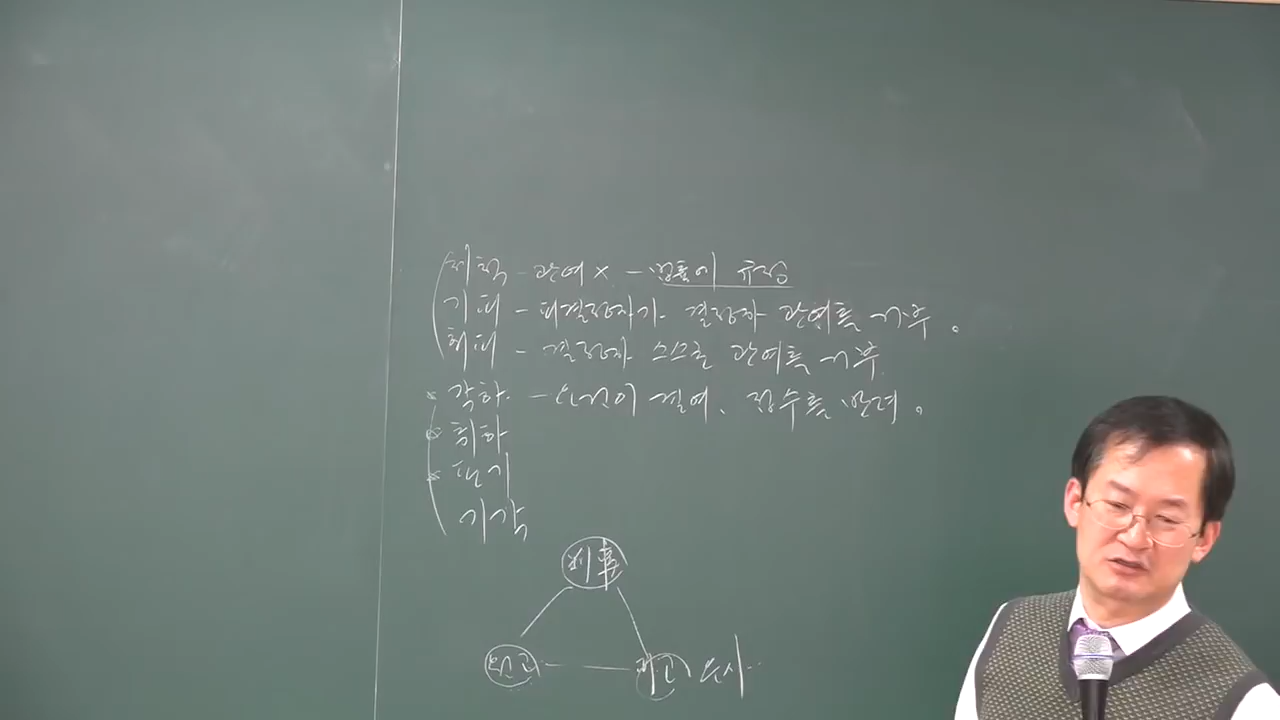 제척 - 관여 × - 법률에 규정
기피 - 피결정자가 결정자 관여를 거부.
회피 - 결정자 스스로 관여를 거부.
각하 - 요건이 결여, 접수를 반려.
취하
포기
기각
원고 피고